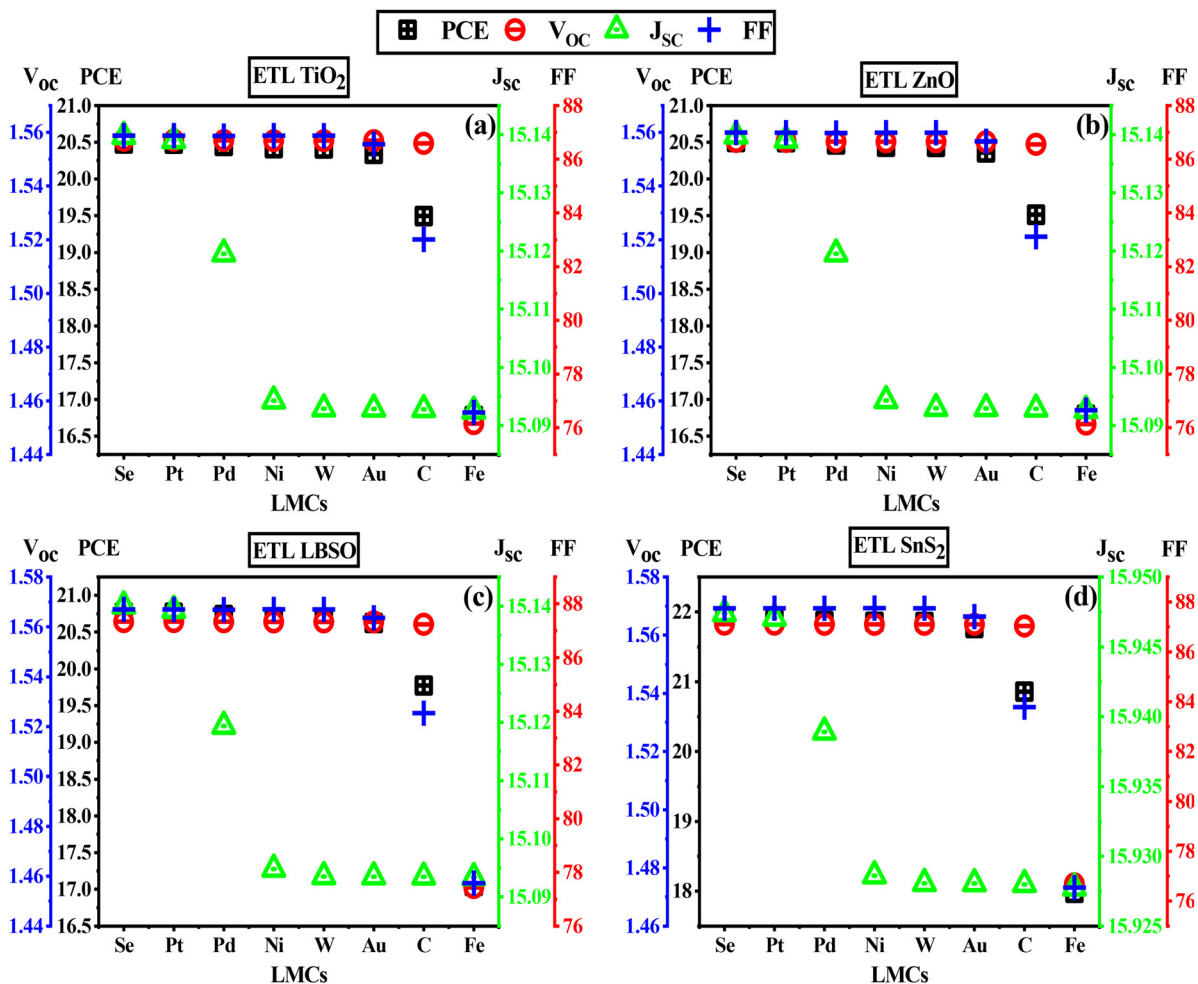 PCE V_OC J_SC FF
V_oc PCE ETL TiO_2 J_sc FF
(a)
1.56 1.54 1.52 1.50 1.48 1.46 1.44
21.0 20.5 20.0 19.5 19.0 18.5 18.0 17.5 17.0 16.5
15.14 15.13 15.12 15.11 15.10 15.09
88 86 84 82 80 78 76
Se Pt Pd Ni W Au C Fe
LMCs
V_oc PCE ETL ZnO J_sc FF
(b)
1.56 1.54 1.52 1.50 1.48 1.46 1.44
21.0 20.5 20.0 19.5 19.0 18.5 18.0 17.5 17.0 16.5
15.14 15.13 15.12 15.11 15.10 15.09
88 86 84 82 80 78 76
Se Pt Pd Ni W Au C Fe
LMCs
V_oc PCE ETL LBSO J_sc FF
(c)
1.58 1.56 1.54 1.52 1.50 1.48 1.46 1.44
21.0 20.5 20.0 19.5 19.0 18.5 18.0 17.5 17.0 16.5
15.14 15.13 15.12 15.11 15.10 15.09
88 86 84 82 80 78 76
Se Pt Pd Ni W Au C Fe
LMCs
V_oc PCE ETL SnS_2 J_sc FF
(d)
1.58 1.56 1.54 1.52 1.50 1.48 1.46
22 21 20 19 18
15.950 15.945 15.940 15.935 15.930 15.925
88 86 84 82 80 78 76
Se Pt Pd Ni W Au C Fe
LMCs